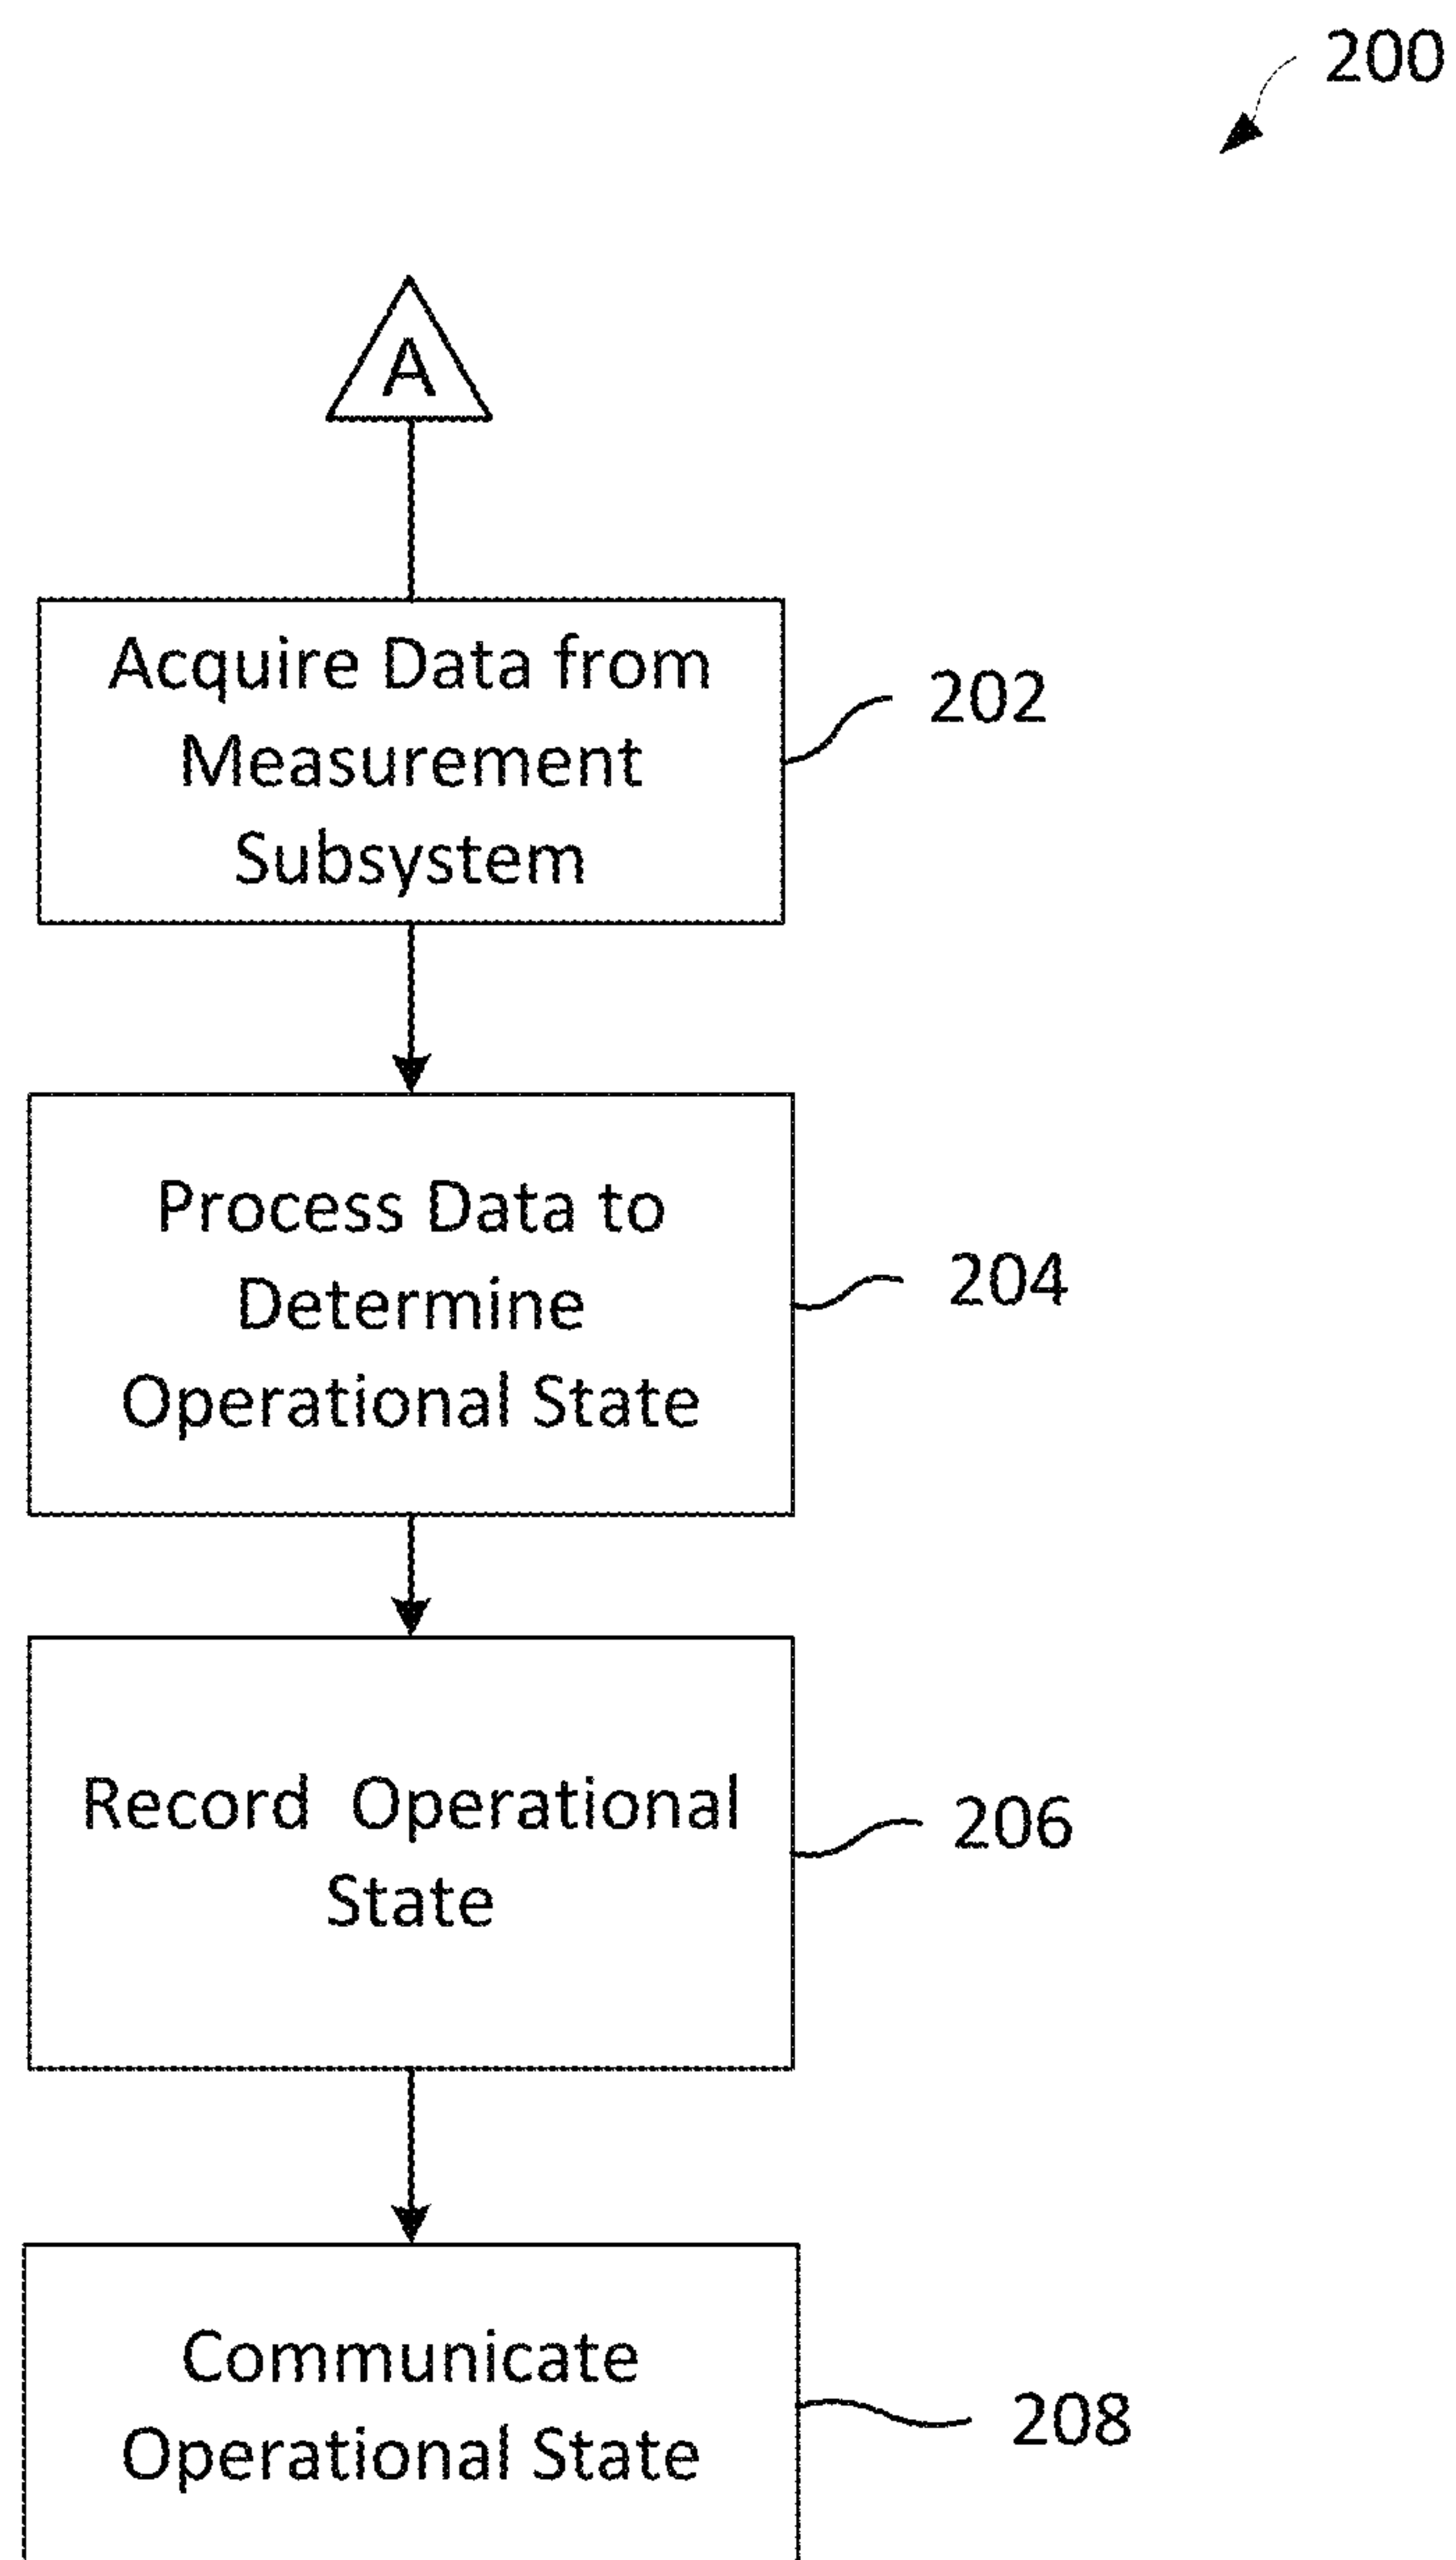 200
A
Acquire Data from
Measurement
Subsystem
202
Process Data to
Determine
Operational State
204
Record  Operational
State
206
Communicate
Operational State
208